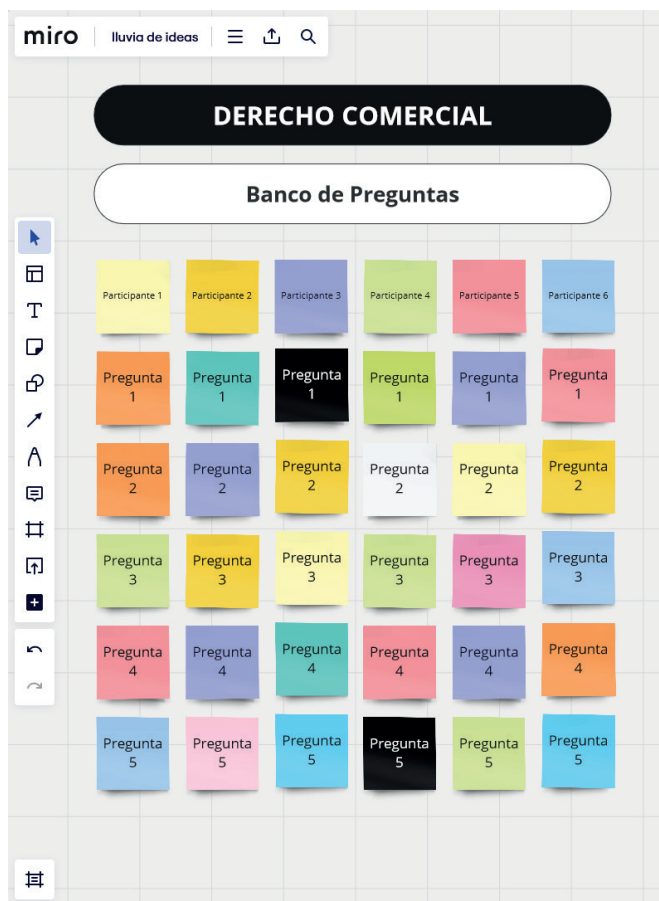 miro
lluvia de ideas
DERECHO COMERCIAL
Banco de Preguntas
Participante 1
Participante 2
Participante 3
Participante 4
Participante 5
Participante 6
Pregunta
1
Pregunta
1
Pregunta
1
Pregunta
1
Pregunta
1
Pregunta
1
Pregunta
2
Pregunta
2
Pregunta
2
Pregunta
2
Pregunta
2
Pregunta
2
Pregunta
3
Pregunta
3
Pregunta
3
Pregunta
3
Pregunta
3
Pregunta
3
Pregunta
4
Pregunta
4
Pregunta
4
Pregunta
4
Pregunta
4
Pregunta
4
Pregunta
5
Pregunta
5
Pregunta
5
Pregunta
5
Pregunta
5
Pregunta
5